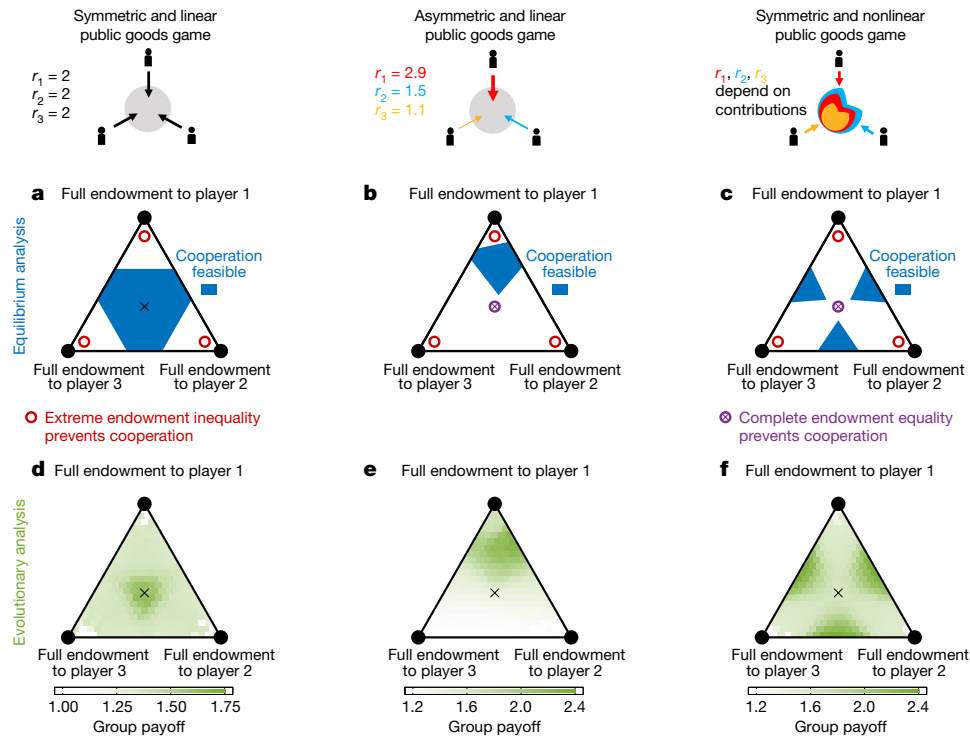 Symmetric and linear
public goods game
r1 = 2
r2 = 2
r3 = 2
Asymmetric and linear
public goods game
r1 = 2.9
r2 = 1.5
r3 = 1.1
Symmetric and nonlinear
public goods game
r1, r2, r3
depend on
contributions
Equilibrium analysis
a Full endowment to player 1
Cooperation
feasible
Full endowment
to player 3
Full endowment
to player 2
b Full endowment to player 1
Cooperation
feasible
Full endowment
to player 3
Full endowment
to player 2
c Full endowment to player 1
Cooperation
feasible
Full endowment
to player 3
Full endowment
to player 2
Extreme endowment inequality
prevents cooperation
Complete endowment equality
prevents cooperation
Evolutionary analysis
d Full endowment to player 1
Full endowment
to player 3
Full endowment
to player 2
1.00 1.25 1.50 1.75
Group payoff
e Full endowment to player 1
Full endowment
to player 3
Full endowment
to player 2
1.2 1.6 2.0 2.4
Group payoff
f Full endowment to player 1
Full endowment
to player 3
Full endowment
to player 2
1.2 1.6 2.0 2.4
Group payoff